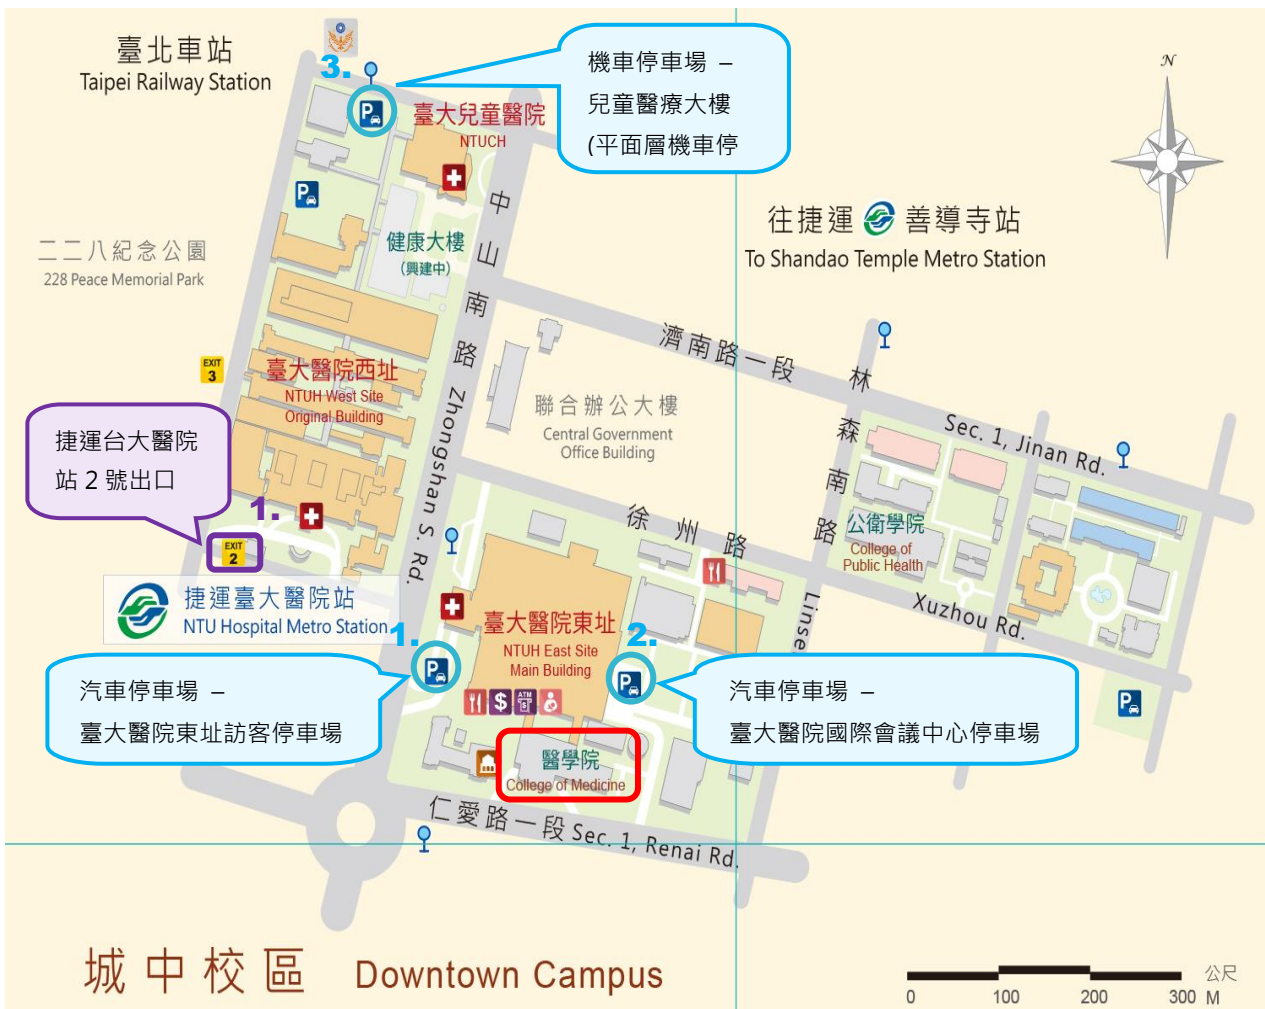 臺北車站
Taipei Railway Station
3.
P
機車停車場 –
兒童醫療大樓
(平面層機車停
臺大兒童醫院
NTUCH
N
P
中山南路 Zhongshan S. Rd.
往捷運 善導寺站
To Shandao Temple Metro Station
二二八紀念公園
228 Peace Memorial Park
健康大樓
(興建中)
濟南路一段
Sec. 1, Jinan Rd.
EXIT
3
臺大醫院西址
NTUH West Site
Original Building
聯合辦公大樓
Central Government
Office Building
林森南路
Linse
捷運台大醫院
站 2 號出口
1.
EXIT
2
徐州路
Xuzhou Rd.
公衛學院
College of
Public Health
捷運臺大醫院站
NTU Hospital Metro Station
臺大醫院東址
NTUH East Site
Main Building
1.
P
2.
P
P
$
ATM
$
汽車停車場 –
臺大醫院東址訪客停車場
汽車停車場 –
臺大醫院國際會議中心停車場
醫學院
College of Medicine
仁愛路一段 Sec. 1, Renai Rd.
城中校區 Downtown Campus
公尺
0 100 200 300 M